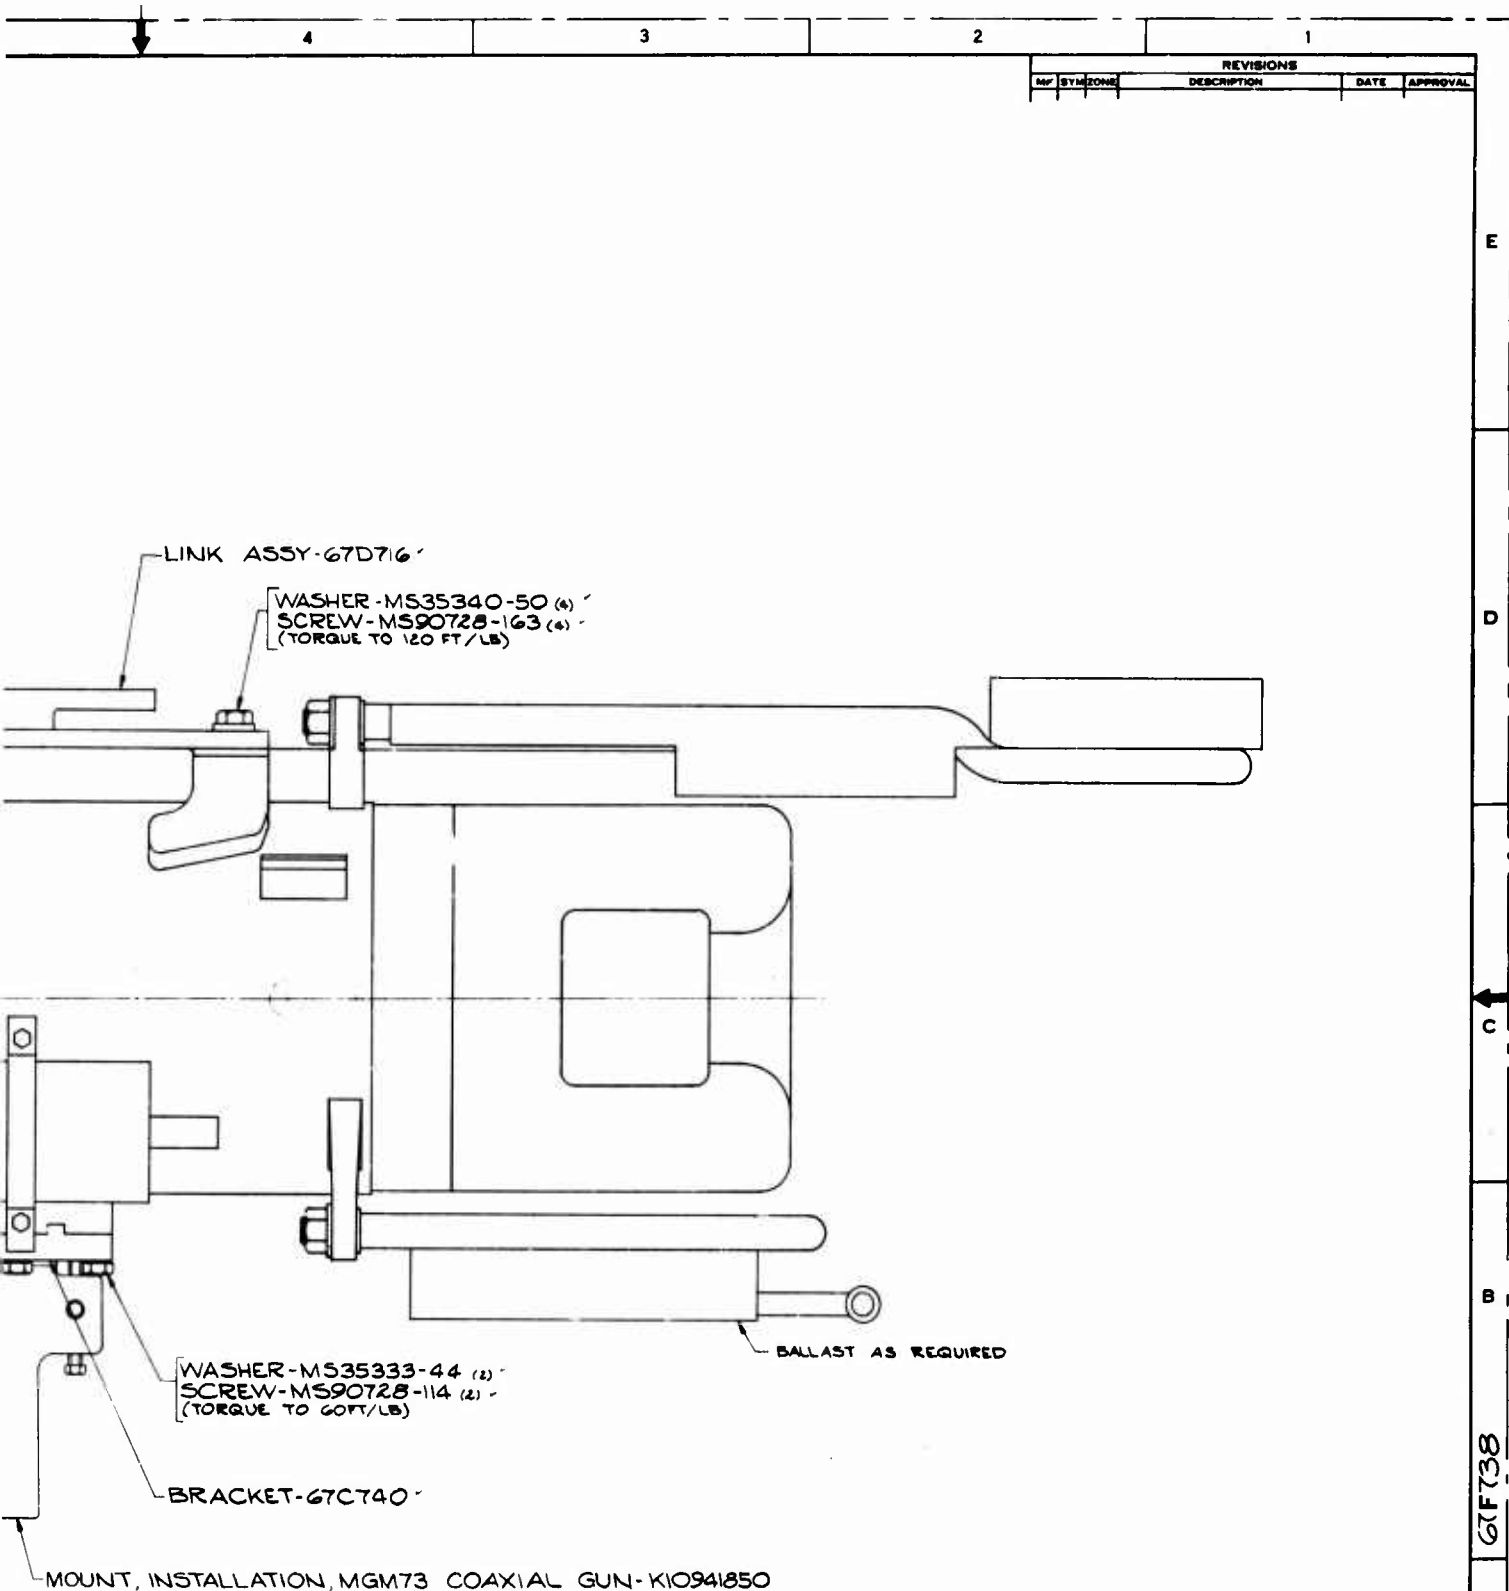 4 3 2 1
REVISIONS
SYM ZONE DESCRIPTION DATE APPROVAL
E
LINK ASSY-67D716
WASHER-MS35340-50 (4)
SCREW-MS90728-163 (4)
(TORQUE TO 120 FT/LB)
D
C
B
BALLAST AS REQUIRED
WASHER-MS35333-44 (2)
SCREW-MS90728-114 (2)
(TORQUE TO 60FT/LB)
BRACKET-67C740
67F738
MOUNT, INSTALLATION, MGM73 COAXIAL GUN-K10941850